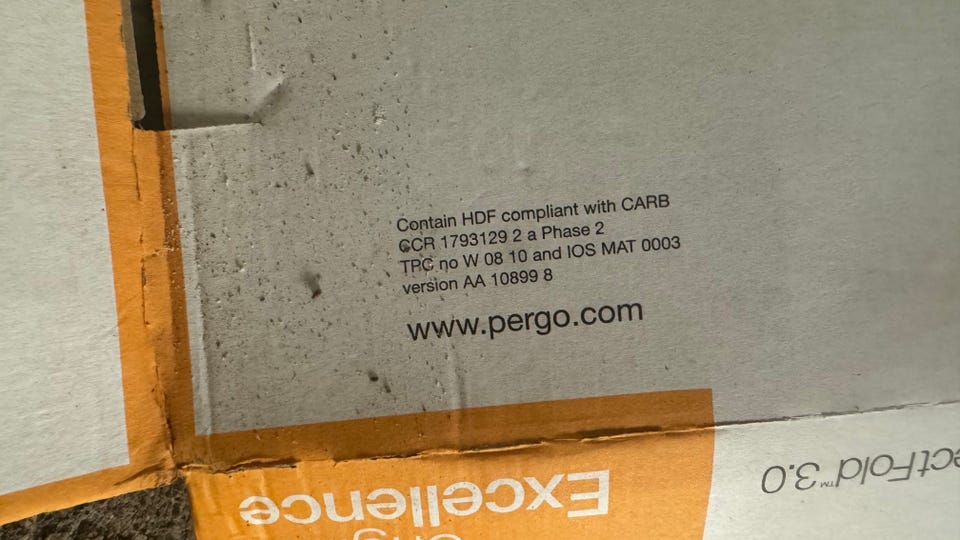 Contain HDF compliant with CARB
CCR 1793129 2 a Phase 2
TPC no W 08 10 and IOS MAT 0003
version AA 10899 8
www.pergo.com
Excellence
ectFold™ 3.0